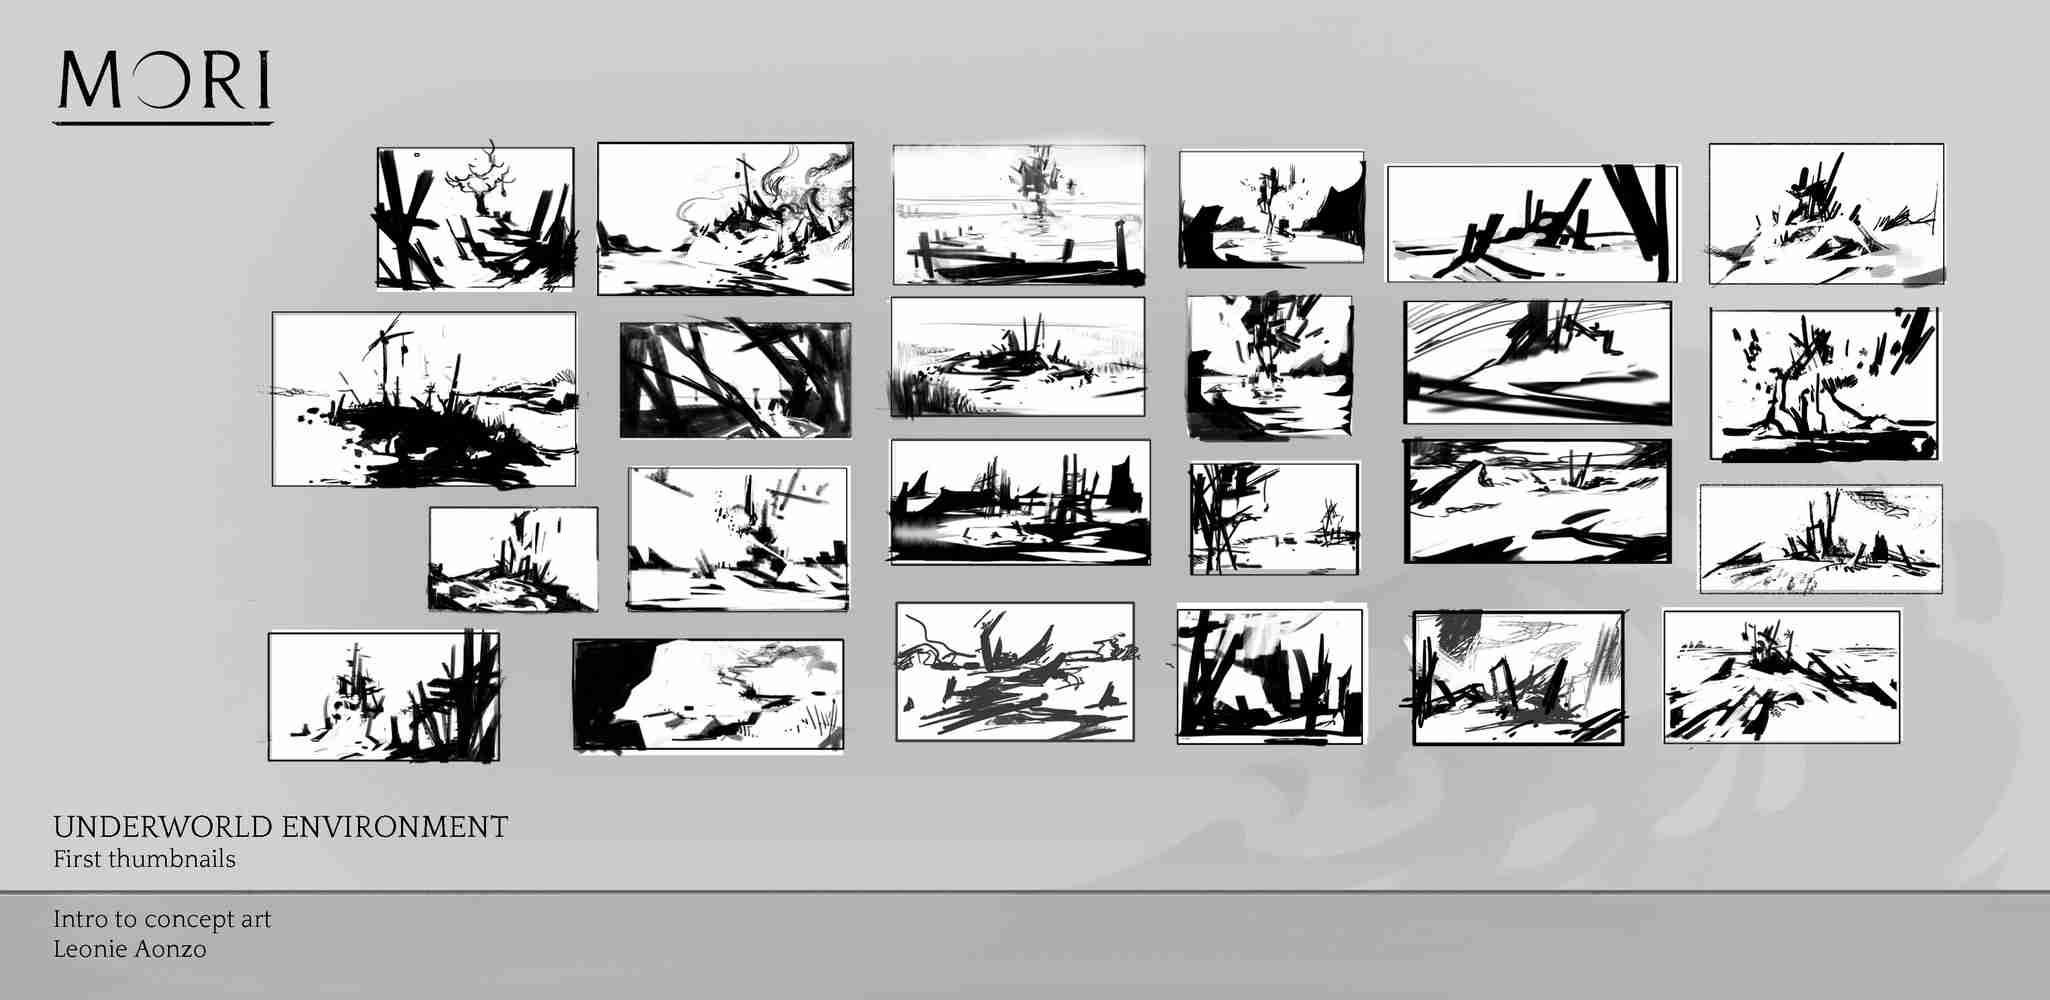 MORI
UNDERWORLD ENVIRONMENT
First thumbnails
Intro to concept art
Leonie Aonzo